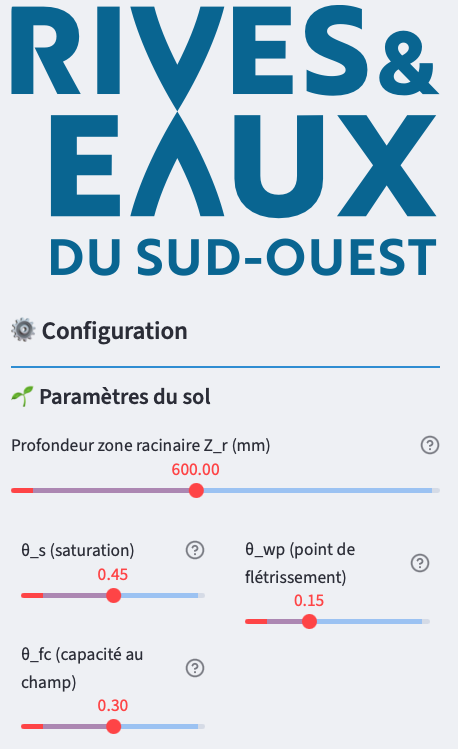 RIVES&
EAUX
DU SUD-OUEST
Configuration
Paramètres du sol
Profondeur zone racinaire Z_r (mm)
600.00
θ_s (saturation)
0.45
θ_wp (point de
flétrissement)
0.15
θ_fc (capacité au
champ)
0.30